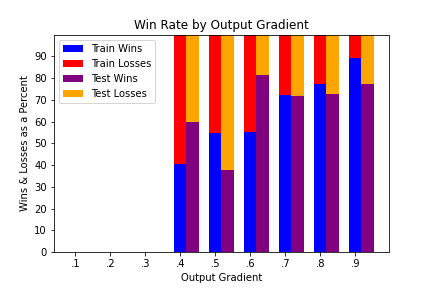 Win Rate by Output Gradient
Train Wins
Train Losses
Test Wins
Test Losses
Wins & Losses as a Percent
90
80
70
60
50
40
30
20
10
0
.1 .2 .3 .4 .5 .6 .7 .8 .9
Output Gradient